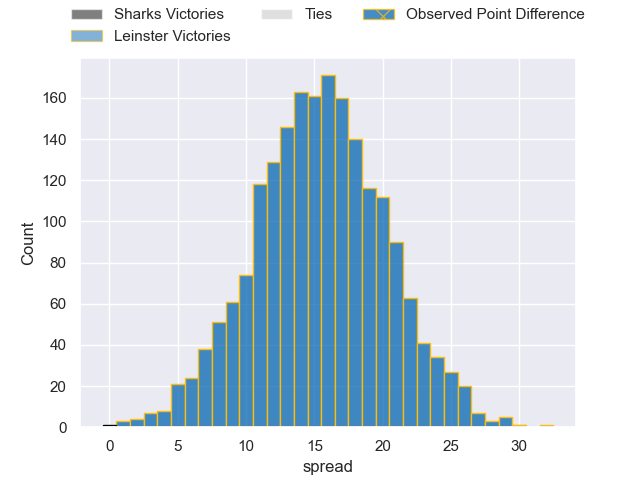 Sharks Victories
Ties
Observed Point Difference
Leinster Victories
160
140
120
100
80
60
40
20
0
Count
0 5 10 15 20 25 30
spread